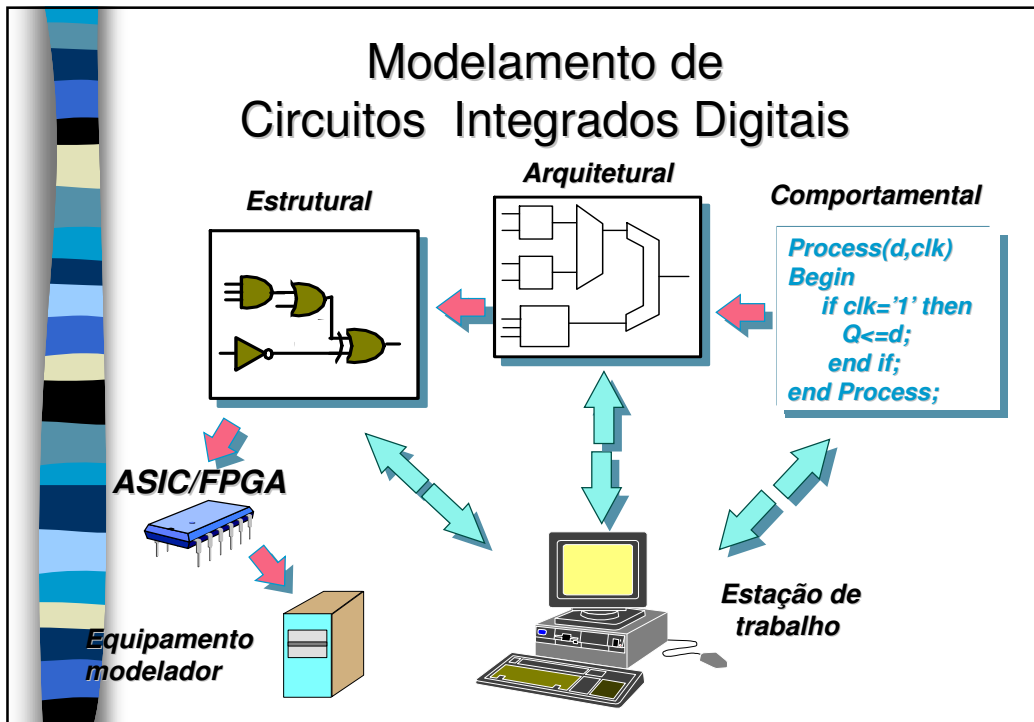 Modelamento de
Circuitos Integrados Digitais
Estrutural
Arquitetural
Comportamental
Process(d,clk)
Begin
if clk='1' then
Q<=d;
end if;
end Process;
ASIC/FPGA
Equipamento
modelador
Estação de
trabalho